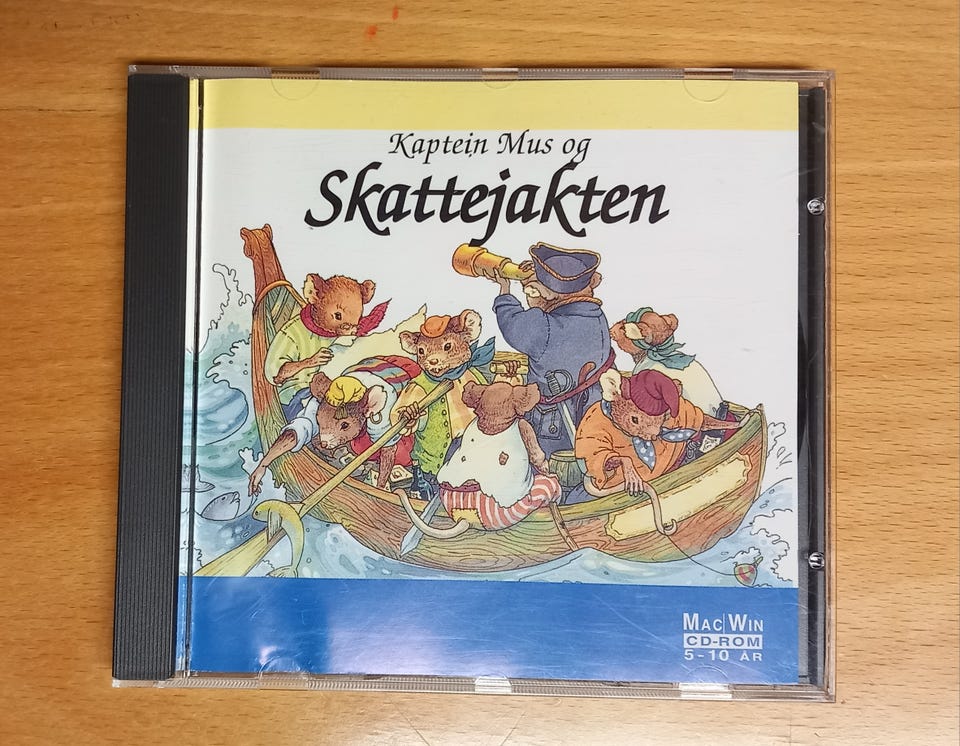 Kaptein Mus og
Skattejakten
MAC|WIN
CD-ROM
5-10 ÅR